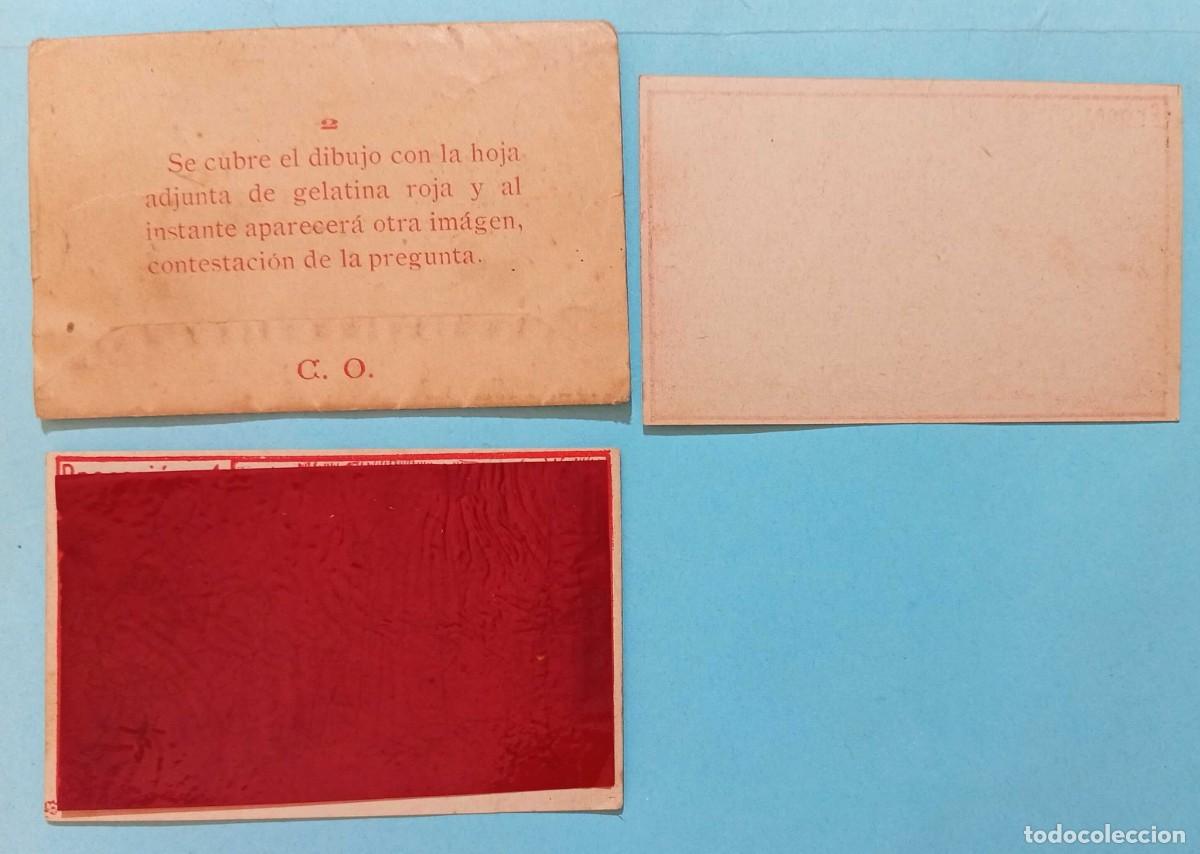 2
Se cubre el dibujo con la hoja
adjunta de gelatina roja y al
instante aparecerá otra imágen,
contestación de la pregunta.
C. O.
todocoleccion